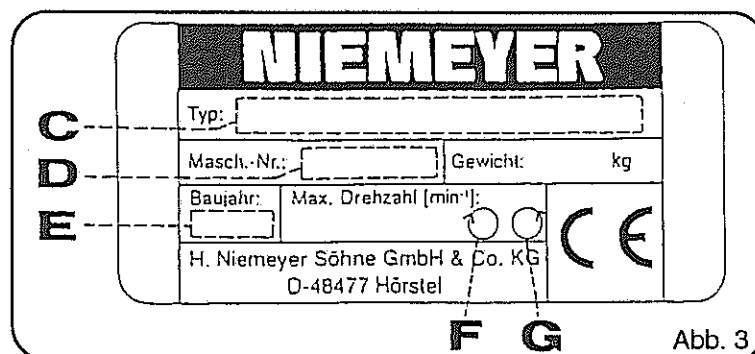 NIEMEYER
C
Typ:
D
Masch.-Nr.: Gewicht: kg
E
Baujahr: Max. Drehzahl [min⁻¹]:
CE
H. Niemeyer Söhne GmbH & Co. KG
D-48477 Hörstel
F G
Abb. 3